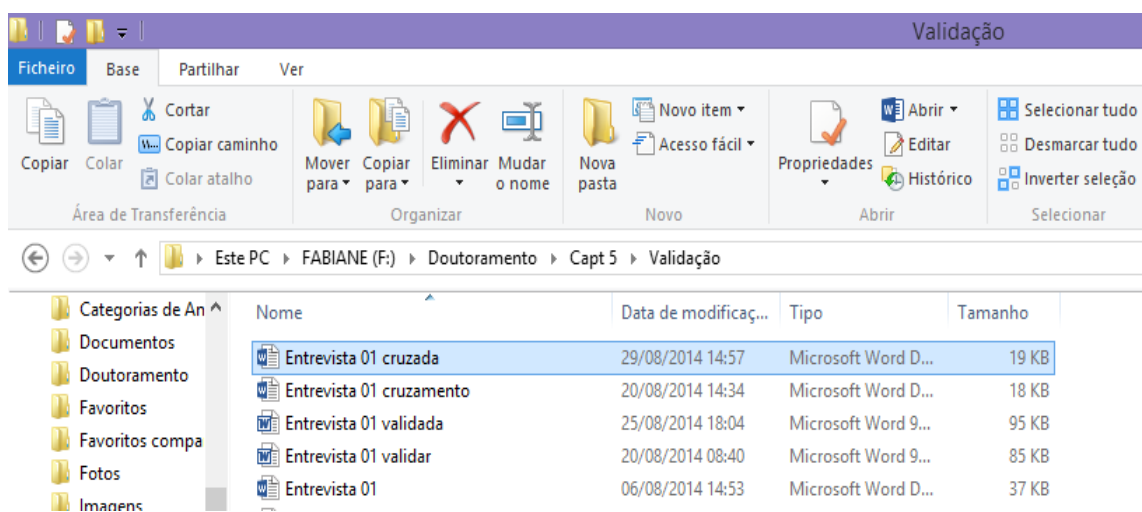 Validação
Ficheiro Base Partilhar Ver
Copiar
Colar
Cortar
Copiar caminho
Colar atalho
Área de Transferência
Mover para
Copiar para
Eliminar
Mudar o nome
Organizar
Nova pasta
Novo item
Acesso fácil
Novo
Propriedades
Abrir
Editar
Histórico
Abrir
Selecionar tudo
Desmarcar tudo
Inverter seleção
Selecionar
Este PC FABIANE (F:) Doutoramento Capt 5 Validação
Categorias de An
Documentos
Doutoramento
Favoritos
Favoritos compa
Fotos
Imagens
Nome Data de modificaç... Tipo Tamanho
Entrevista 01 cruzada 29/08/2014 14:57 Microsoft Word D... 19 KB
Entrevista 01 cruzamento 20/08/2014 14:34 Microsoft Word D... 18 KB
Entrevista 01 validada 25/08/2014 18:04 Microsoft Word 9... 95 KB
Entrevista 01 validar 20/08/2014 08:40 Microsoft Word 9... 85 KB
Entrevista 01 06/08/2014 14:53 Microsoft Word D... 37 KB